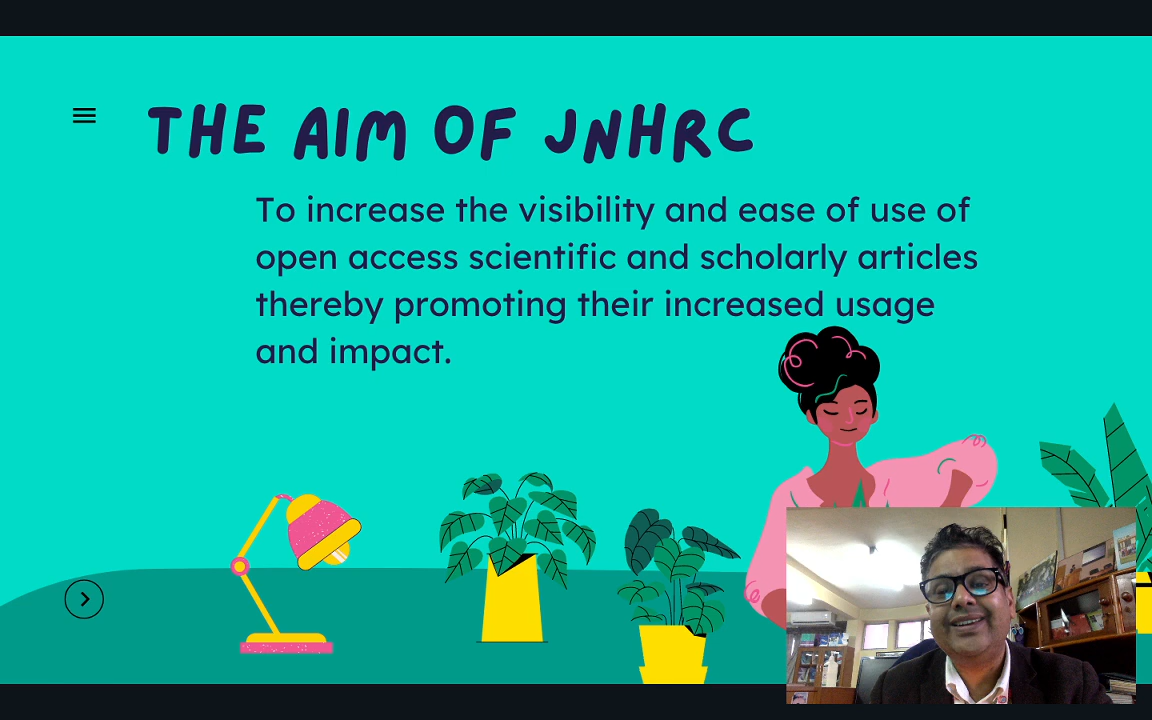 THE AIM OF JNHRC
To increase the visibility and ease of use of
open access scientific and scholarly articles
thereby promoting their increased usage
and impact.